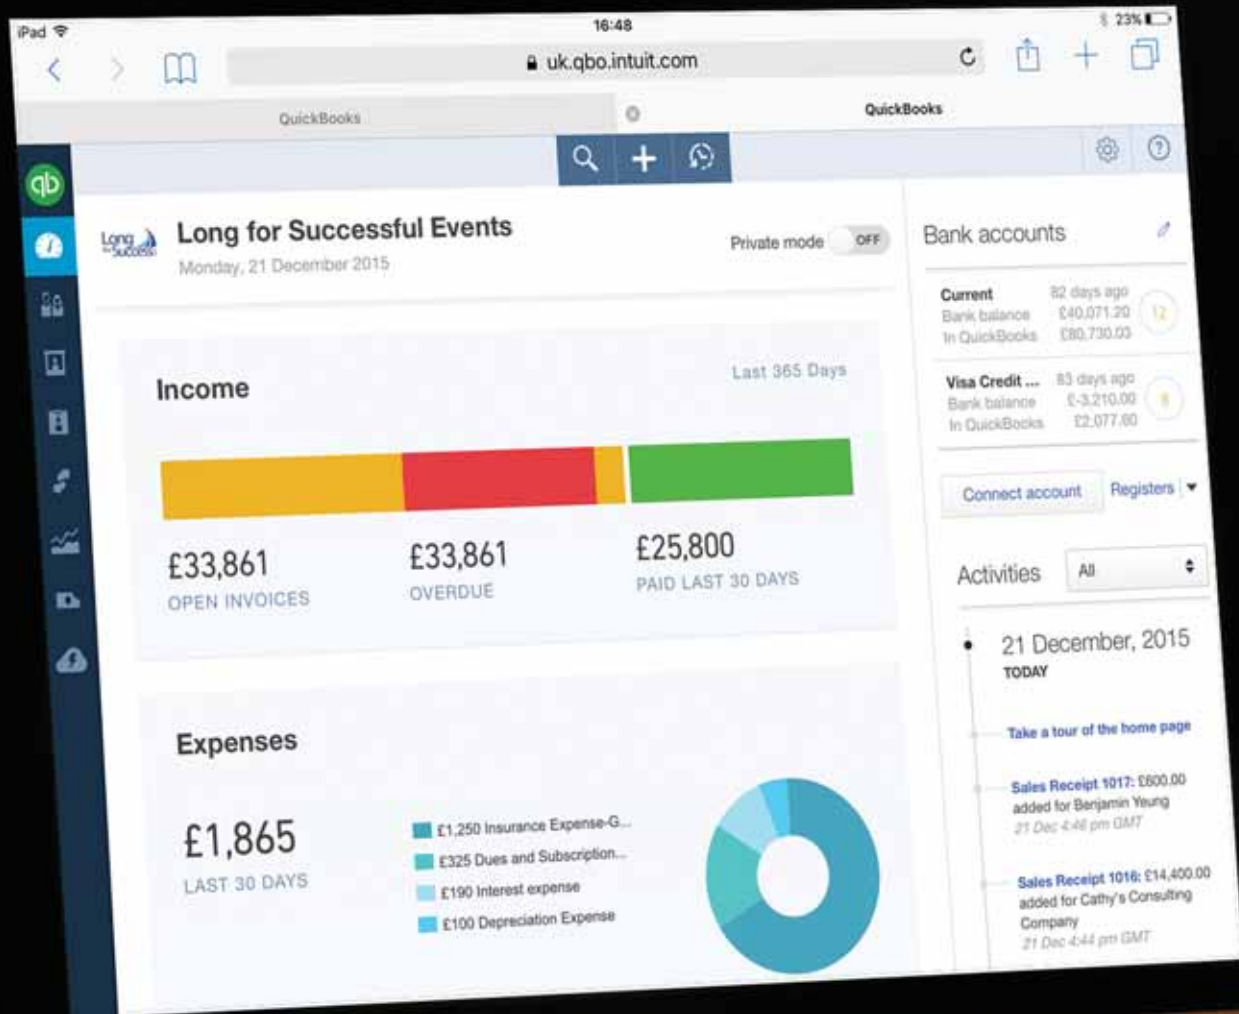 iPad
16:48
23%
uk.qbo.intuit.com
QuickBooks
QuickBooks
qb
Long
for
Success
Long for Successful Events
Monday, 21 December 2015
Private mode OFF
Income
Last 365 Days
£33,861
OPEN INVOICES
£33,861
OVERDUE
£25,800
PAID LAST 30 DAYS
Expenses
£1,865
LAST 30 DAYS
£1,250 Insurance Expense-G...
£325 Dues and Subscription...
£190 Interest expense
£100 Depreciation Expense
Bank accounts
Current 82 days ago
Bank balance £40,071.20
In QuickBooks £80,730.03
12
Visa Credit ... 83 days ago
Bank balance £-3,210.00
In QuickBooks £2,077.60
8
Connect account
Registers
Activities
All
21 December, 2015
TODAY
Take a tour of the home page
Sales Receipt 1017: £600.00
added for Benjamin Yeung
21 Dec 4:46 pm GMT
Sales Receipt 1016: £14,400.00
added for Cathy's Consulting
Company
21 Dec 4:44 pm GMT